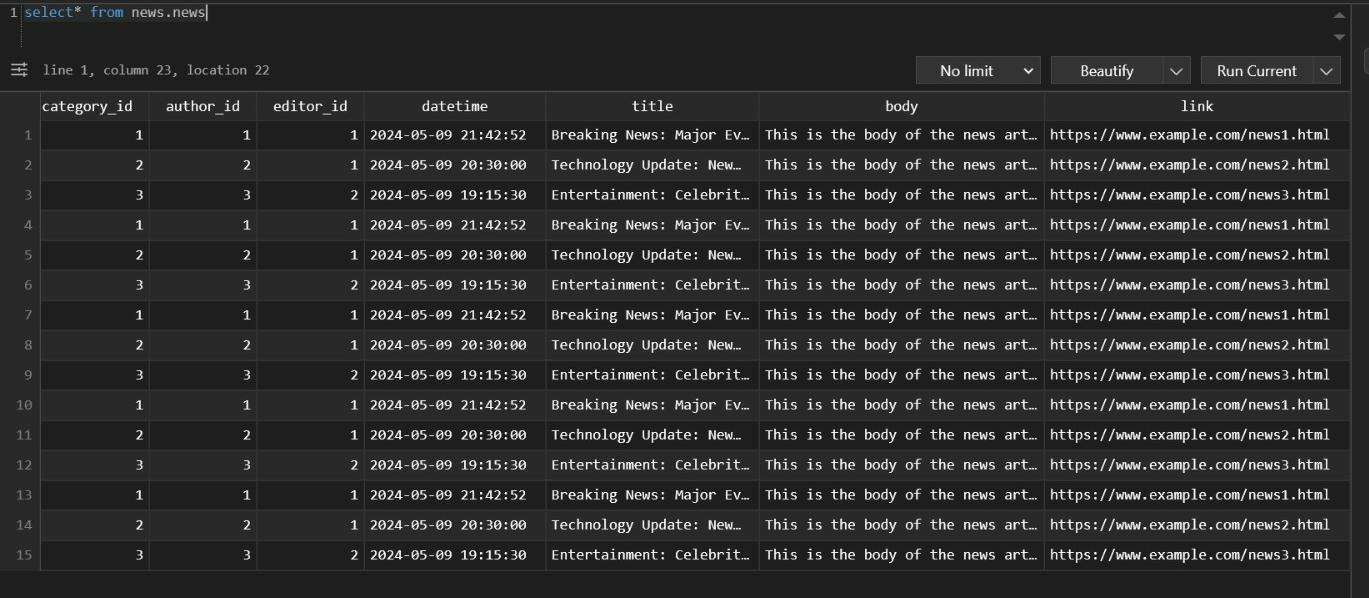 1 select* from news.news
line 1, column 23, location 22 No limit Beautify Run Current
category_id author_id editor_id datetime title body link
1 1 1 1 2024-05-09 21:42:52 Breaking News: Major Ev… This is the body of the news art… https://www.example.com/news1.html
2 2 2 1 2024-05-09 20:30:00 Technology Update: New… This is the body of the news art… https://www.example.com/news2.html
3 3 3 2 2024-05-09 19:15:30 Entertainment: Celebrit… This is the body of the news art… https://www.example.com/news3.html
4 1 1 1 2024-05-09 21:42:52 Breaking News: Major Ev… This is the body of the news art… https://www.example.com/news1.html
5 2 2 1 2024-05-09 20:30:00 Technology Update: New… This is the body of the news art… https://www.example.com/news2.html
6 3 3 2 2024-05-09 19:15:30 Entertainment: Celebrit… This is the body of the news art… https://www.example.com/news3.html
7 1 1 1 2024-05-09 21:42:52 Breaking News: Major Ev… This is the body of the news art… https://www.example.com/news1.html
8 2 2 1 2024-05-09 20:30:00 Technology Update: New… This is the body of the news art… https://www.example.com/news2.html
9 3 3 2 2024-05-09 19:15:30 Entertainment: Celebrit… This is the body of the news art… https://www.example.com/news3.html
10 1 1 1 2024-05-09 21:42:52 Breaking News: Major Ev… This is the body of the news art… https://www.example.com/news1.html
11 2 2 1 2024-05-09 20:30:00 Technology Update: New… This is the body of the news art… https://www.example.com/news2.html
12 3 3 2 2024-05-09 19:15:30 Entertainment: Celebrit… This is the body of the news art… https://www.example.com/news3.html
13 1 1 1 2024-05-09 21:42:52 Breaking News: Major Ev… This is the body of the news art… https://www.example.com/news1.html
14 2 2 1 2024-05-09 20:30:00 Technology Update: New… This is the body of the news art… https://www.example.com/news2.html
15 3 3 2 2024-05-09 19:15:30 Entertainment: Celebrit… This is the body of the news art… https://www.example.com/news3.html